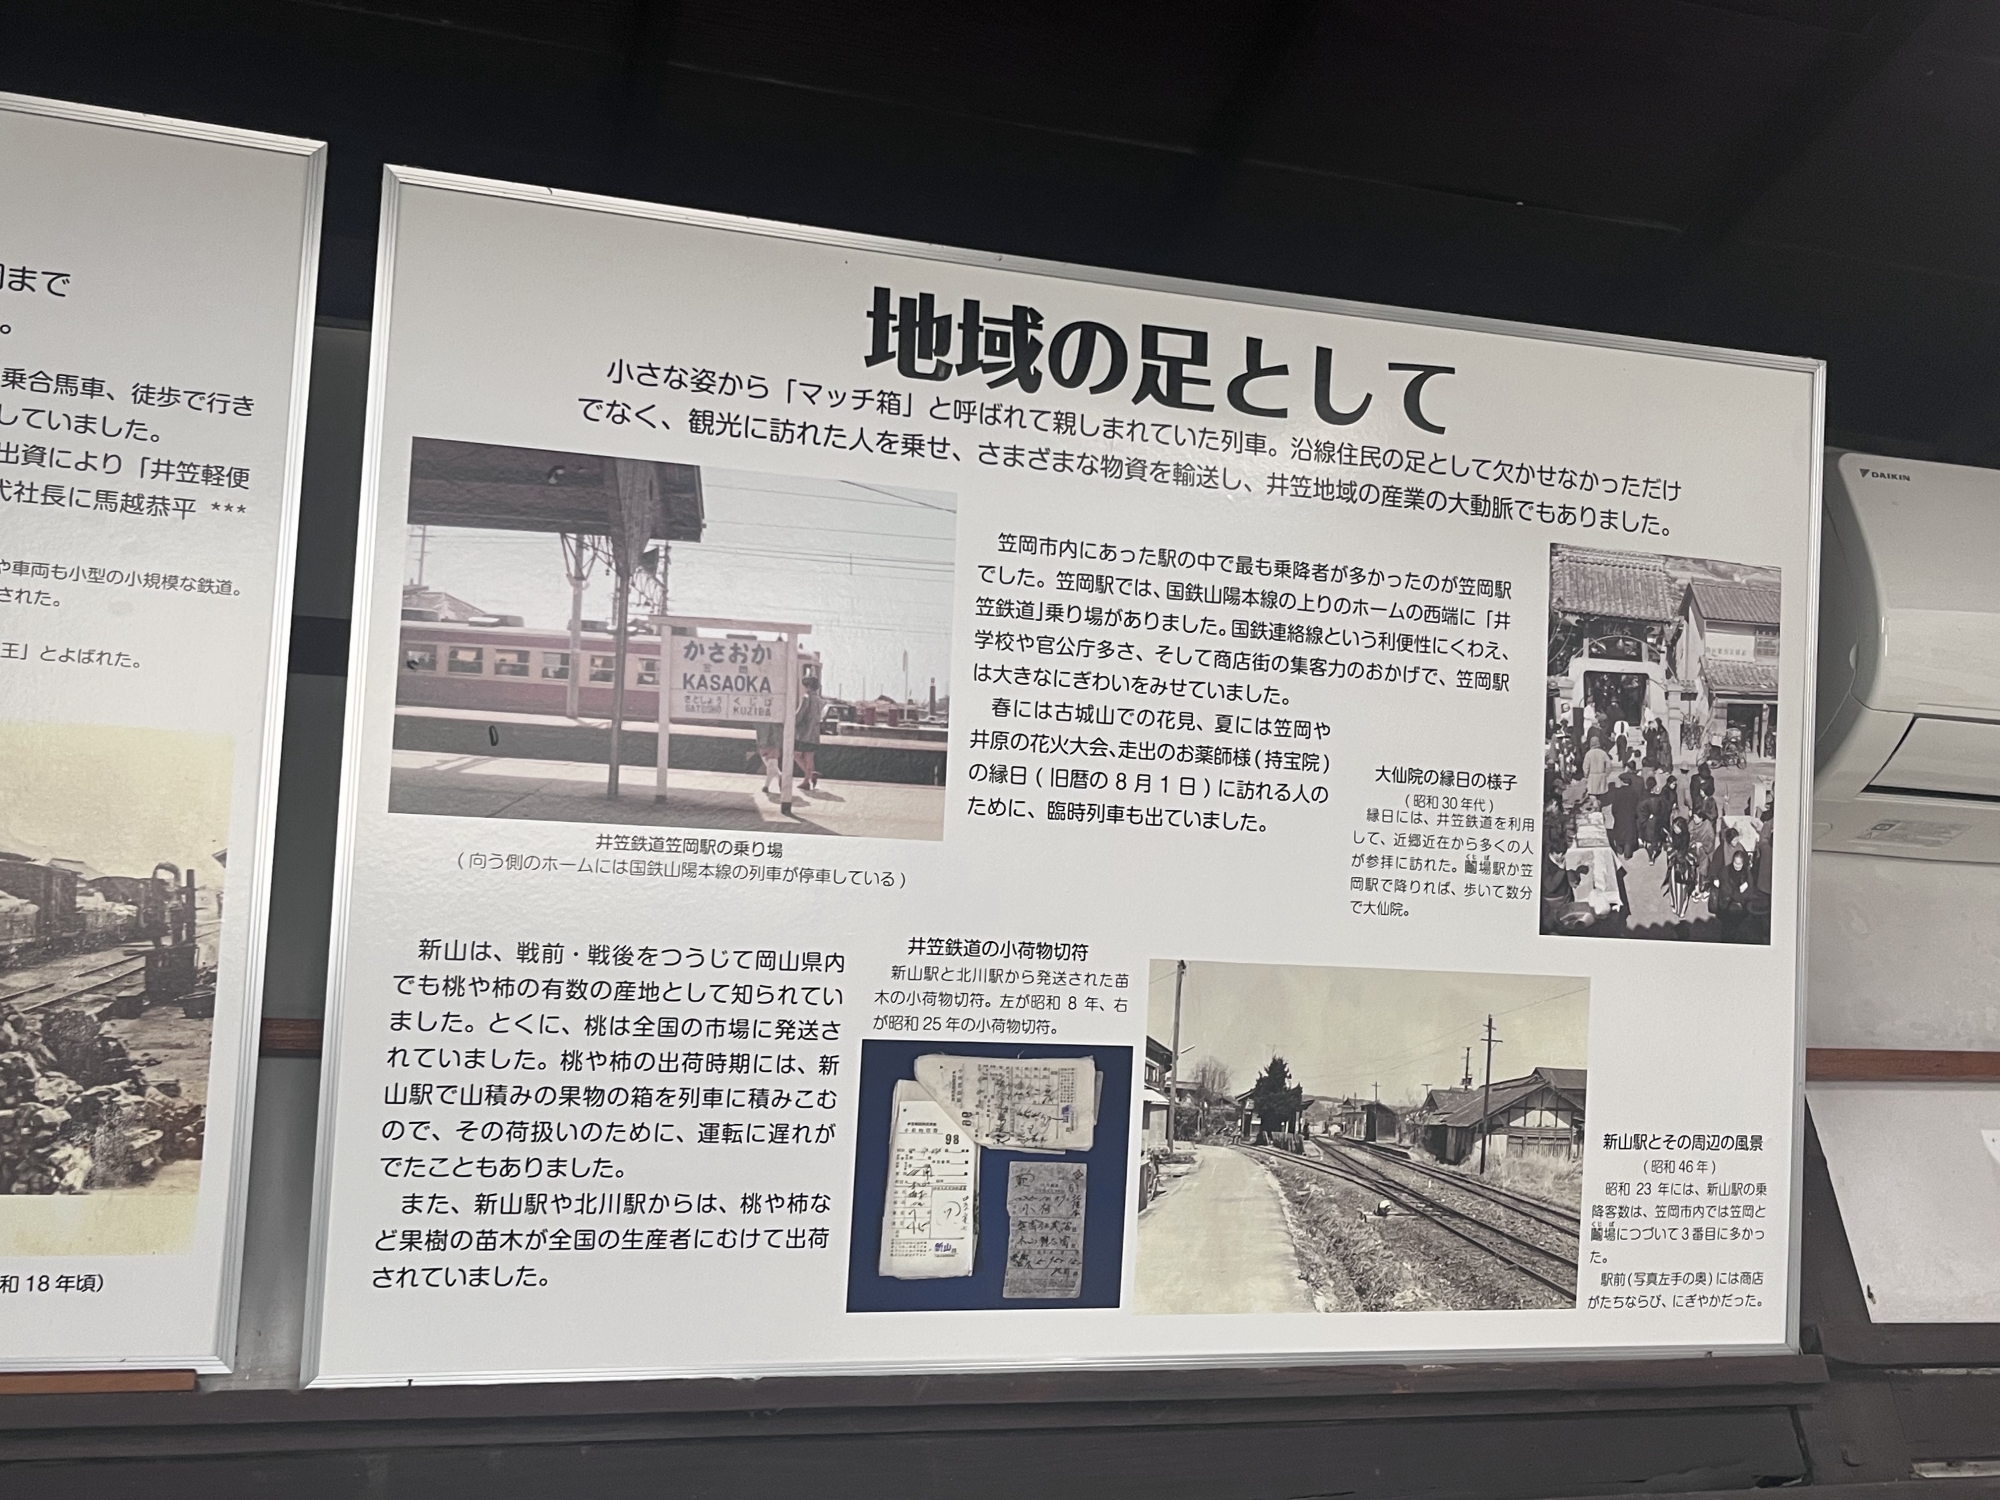 まで
。
乗合馬車、徒歩で行き
していました。
出資により「井笠軽便
代社長に馬越恭平 ***
や車両も小型の小規模な鉄道。
された。
王」とよばれた。
和 18 年頃）
地域の足として
小さな姿から「マッチ箱」と呼ばれて親しまれていた列車。沿線住民の足として欠かせなかっただけ
でなく、観光に訪れた人を乗せ、さまざまな物資を輸送し、井笠地域の産業の大動脈でもありました。
かさおか
笠岡
KASAOKA
さとしょう くじば
SATOSHO KUZIBA
井笠鉄道笠岡駅の乗り場
（向う側のホームには国鉄山陽本線の列車が停車している）
笠岡市内にあった駅の中で最も乗降者が多かったのが笠岡駅
でした。笠岡駅では、国鉄山陽本線の上りのホームの西端に「井
笠鉄道」乗り場がありました。国鉄連絡線という利便性にくわえ、
学校や官公庁多さ、そして商店街の集客力のおかげで、笠岡駅
は大きなにぎわいをみせていました。
春には古城山での花見、夏には笠岡や
井原の花火大会、走出のお薬師様（持宝院）
の縁日（旧暦の８月１日）に訪れる人の
ために、臨時列車も出ていました。
大仙院の縁日の様子
（昭和 30 年代）
縁日には、井笠鉄道を利用
して、近郷近在から多くの人
が参拝に訪れた。鬮場駅か笠
岡駅で降りれば、歩いて数分
で大仙院。
新山は、戦前・戦後をつうじて岡山県内
でも桃や柿の有数の産地として知られてい
ました。とくに、桃は全国の市場に発送さ
れていました。桃や柿の出荷時期には、新
山駅で山積みの果物の箱を列車に積みこむ
ので、その荷扱いのために、運転に遅れが
でたこともありました。
また、新山駅や北川駅からは、桃や柿な
ど果樹の苗木が全国の生産者にむけて出荷
されていました。
井笠鉄道の小荷物切符
新山駅と北川駅から発送された苗
木の小荷物切符。左が昭和 8 年、右
が昭和 25 年の小荷物切符。
98
新山
新山駅とその周辺の風景
（昭和 46 年）
昭和 23 年には、新山駅の乗
降客数は、笠岡市内では笠岡と
鬮場につづいて３番目に多かっ
た。
駅前（写真左手の奥）には商店
がたちならび、にぎやかだった。
DAIKIN